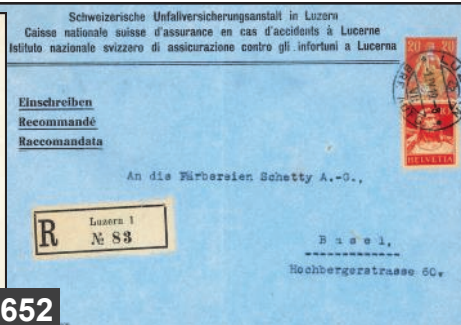 Schweizerische Unfallversicherungsanstalt in Luzern
Caisse nationale suisse d'assurance en cas d'accidents à Lucerne
Istituto nazionale svizzero di assicurazione contro gli infortuni a Lucerna
20 20
HELVETIA
Einschreiben
Recommandé
Raccomandata
An die Färbereien Schetty A.-G.,
R
Luzern 1
№ 83
Basel,
Hochbergerstrasse 60.
652